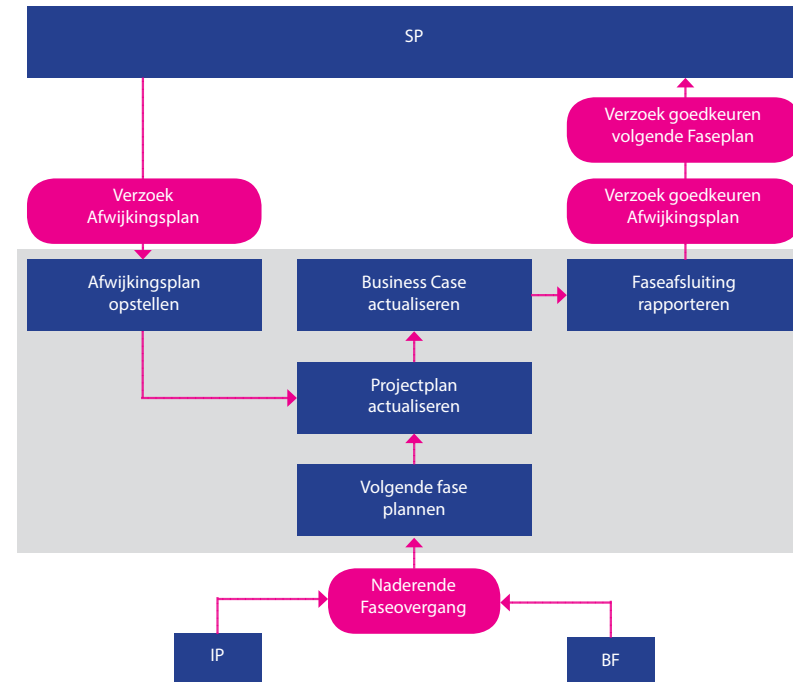 SP
Verzoek goedkeuren
volgende Faseplan
Verzoek
Afwijkingsplan
Verzoek goedkeuren
Afwijkingsplan
Afwijkingsplan
opstellen
Business Case
actualiseren
Faseafsluiting
rapporteren
Projectplan
actualiseren
Volgende fase
plannen
Naderende
Faseovergang
IP
BF